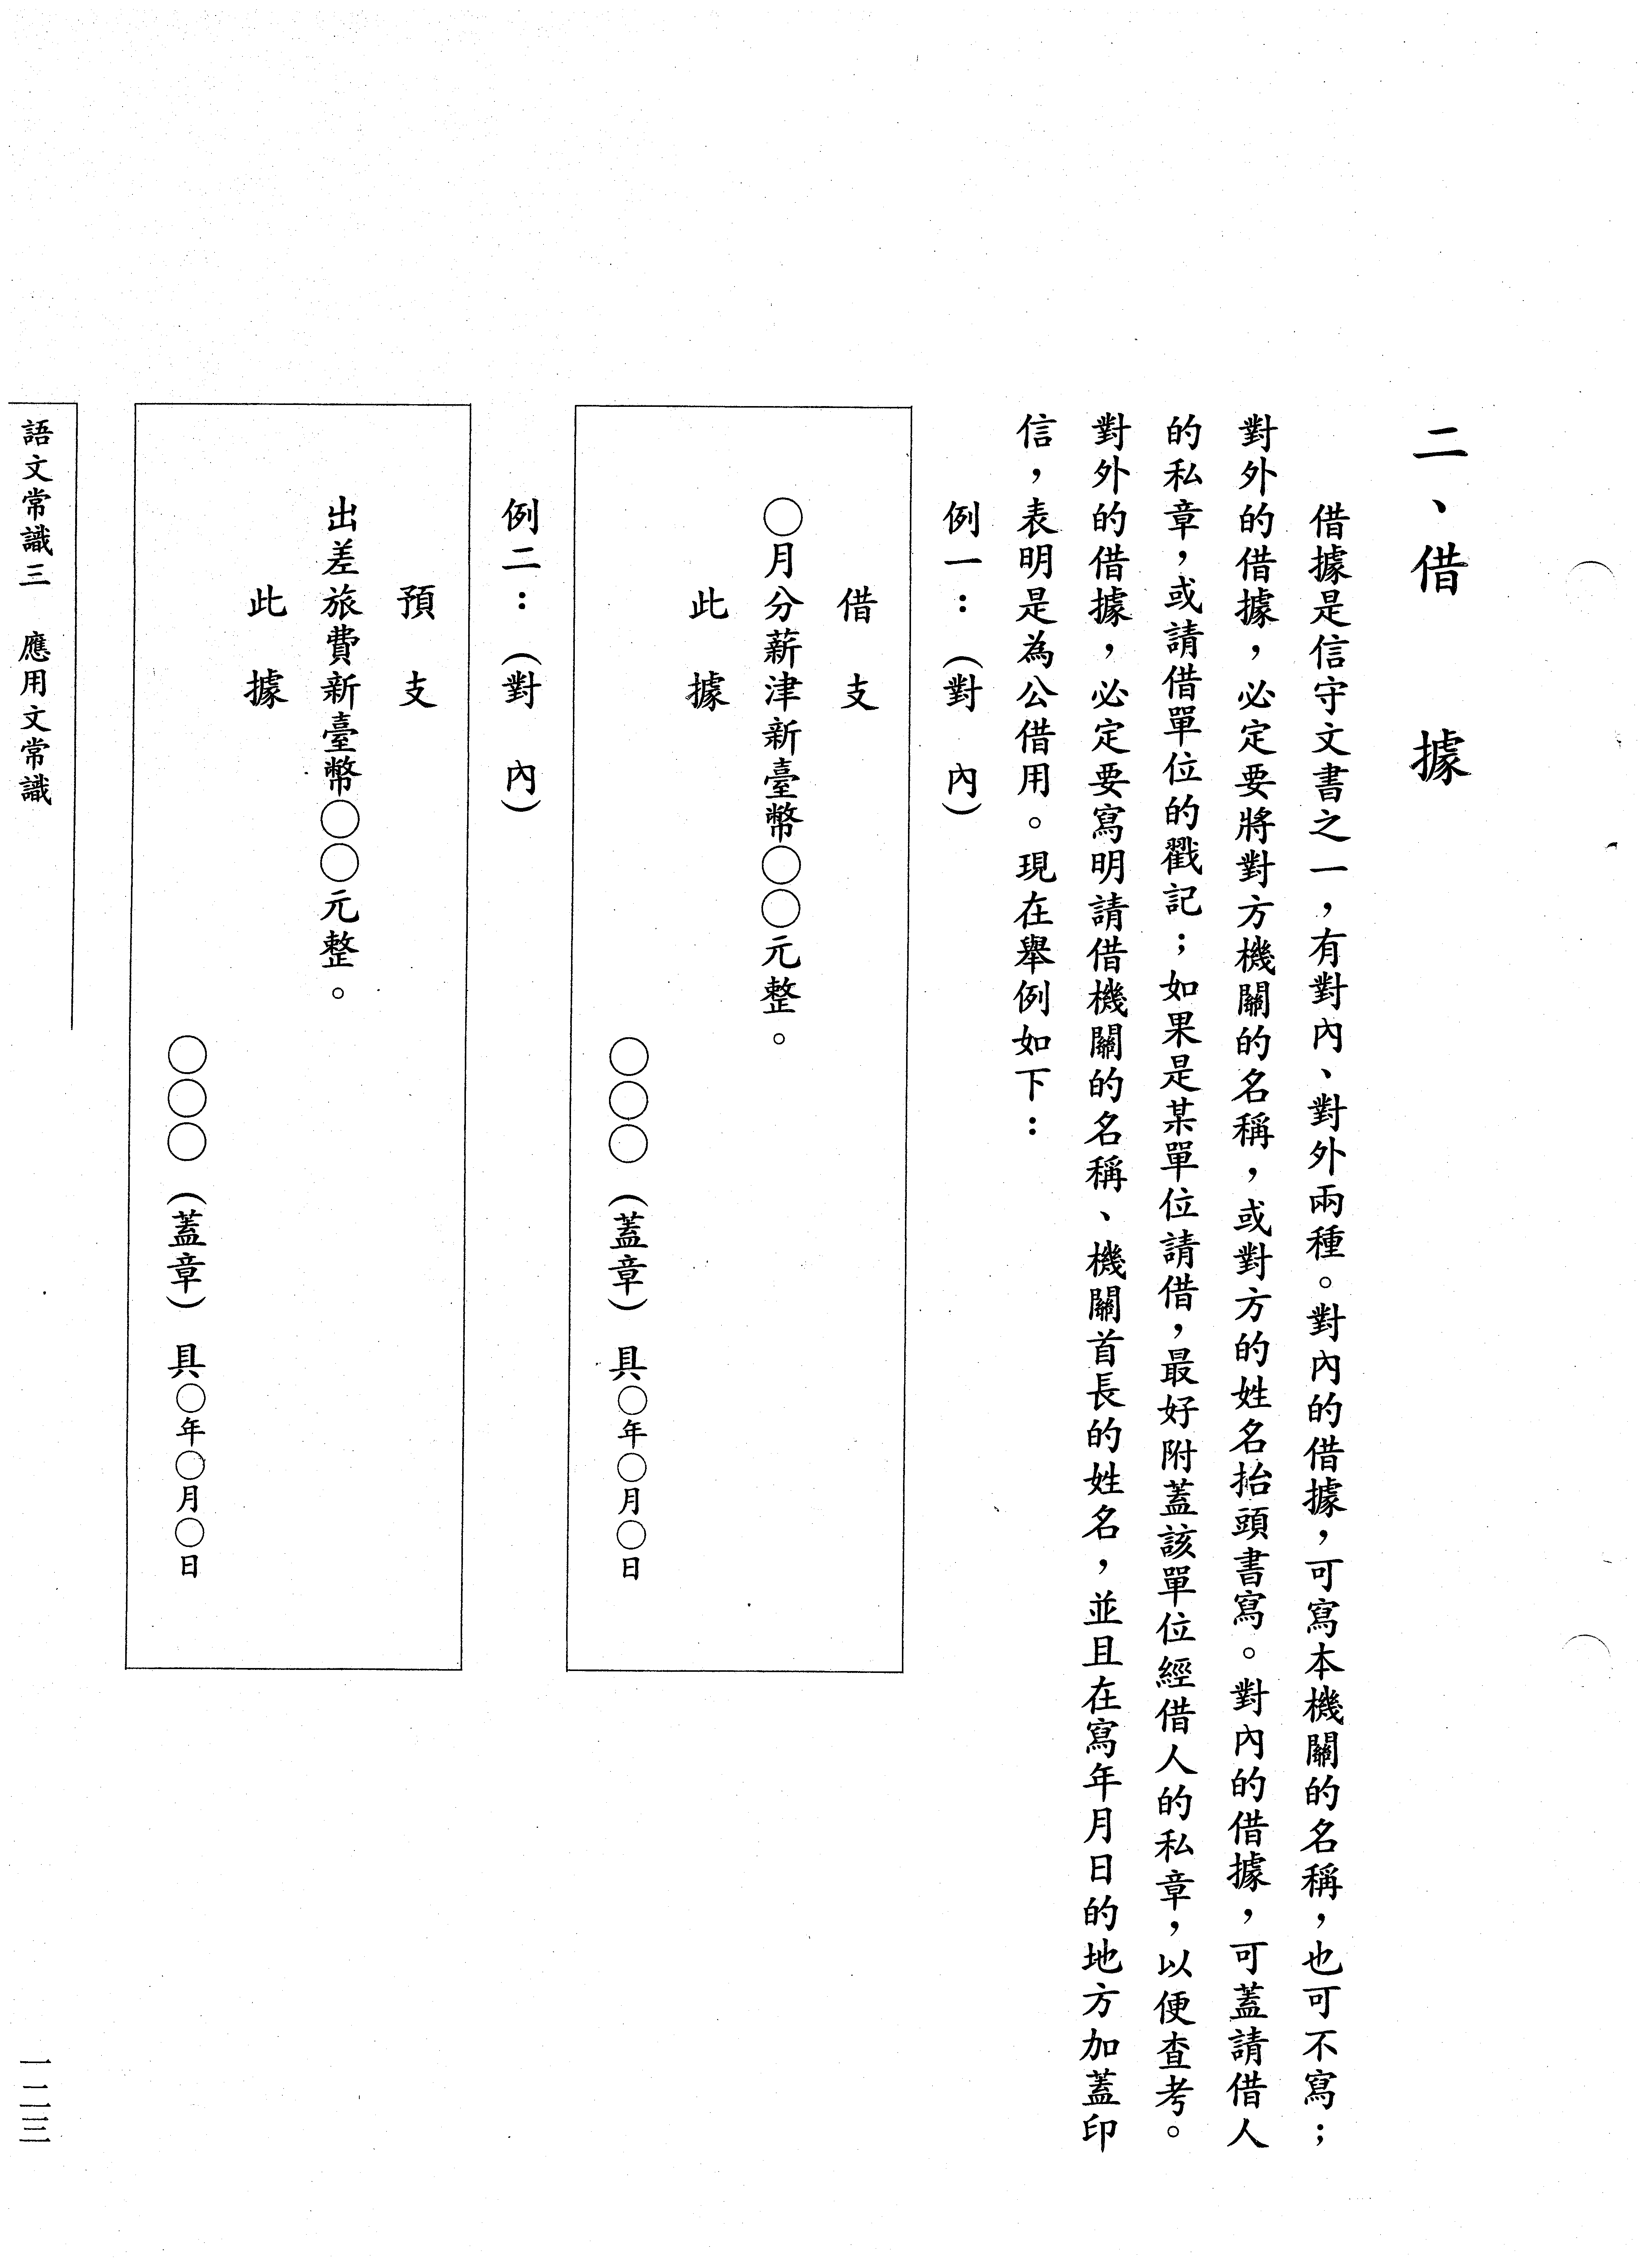 二、借　據
借據是信守文書之一，有對內、對外兩種。對內的借據，可寫本機關的名稱，也可不寫；
對外的借據，必定要將對方機關的名稱，或對方的姓名抬頭書寫。對內的借據，可蓋請借人
的私章，或請借單位的戳記；如果是某單位請借，最好附蓋該單位經借人的私章，以便查考。
對外的借據，必定要寫明請借機關的名稱、機關首長的姓名，並且在寫年月日的地方加蓋印
信，表明是為公借用。現在舉例如下：
例一：（對　內）
借　支
○月分薪津新臺幣○○元整。
此　據
○○○（蓋章）具○年○月○日
例二：（對　內）
預　支
出差旅費新臺幣○○元整。
此　據
○○○（蓋章）具○年○月○日
語文常識三　應用文常識
一二三